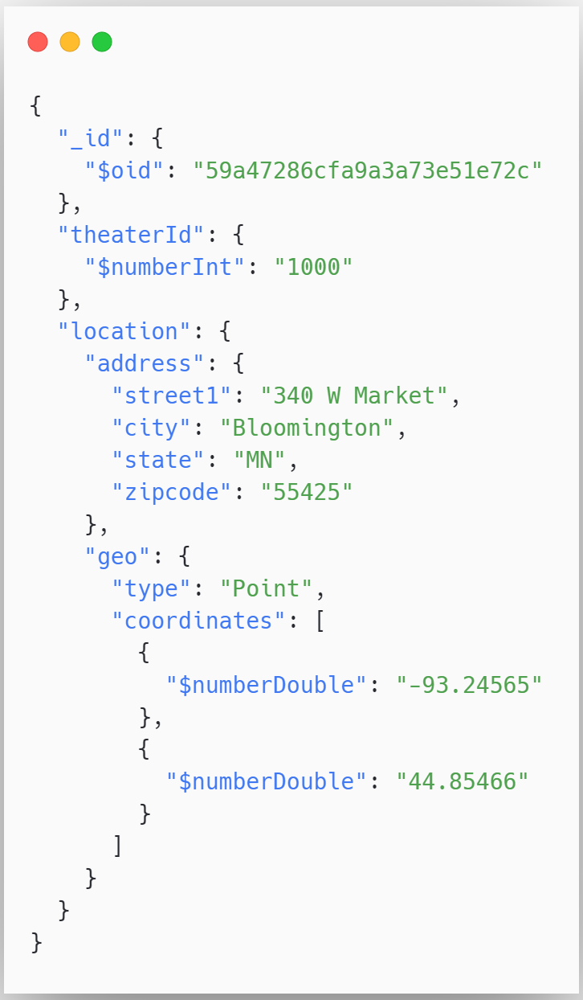 {
  "_id": {
    "$oid": "59a47286cfa9a3a73e51e72c"
  },
  "theaterId": {
    "$numberInt": "1000"
  },
  "location": {
    "address": {
      "street1": "340 W Market",
      "city": "Bloomington",
      "state": "MN",
      "zipcode": "55425"
    },
    "geo": {
      "type": "Point",
      "coordinates": [
        {
          "$numberDouble": "-93.24565"
        },
        {
          "$numberDouble": "44.85466"
        }
      ]
    }
  }
}